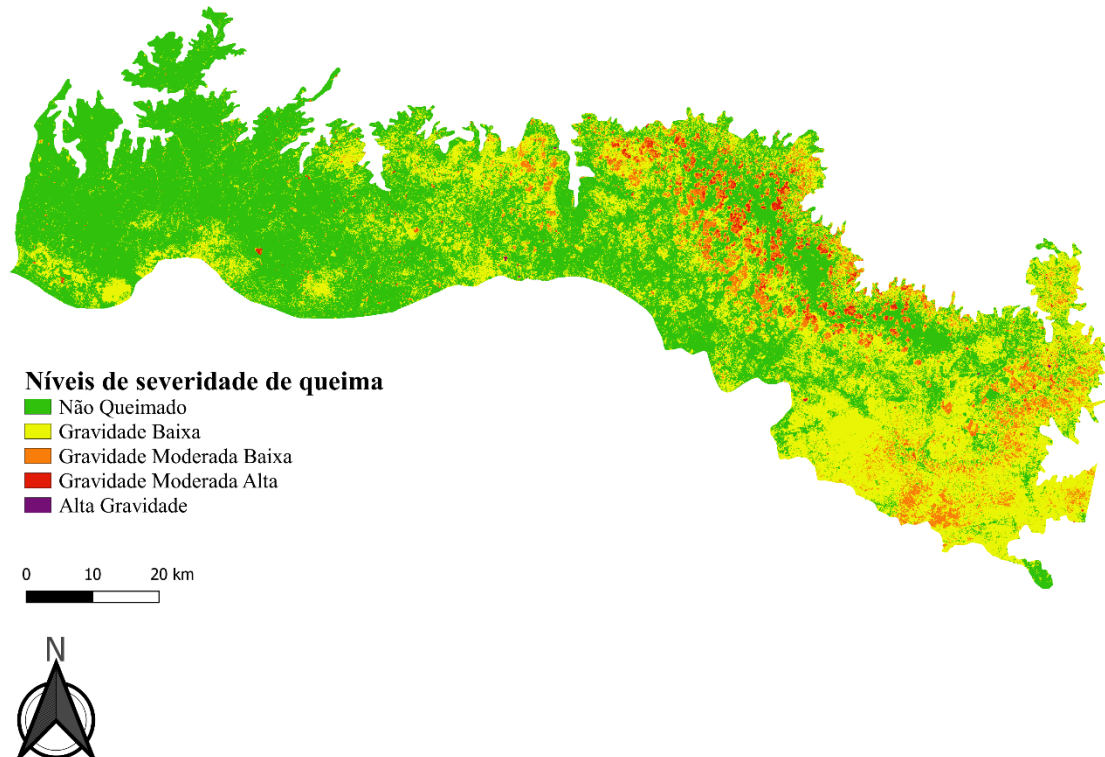 Níveis de severidade de queima
Não Queimado
Gravidade Baixa
Gravidade Moderada Baixa
Gravidade Moderada Alta
Alta Gravidade
0 10 20 km
N